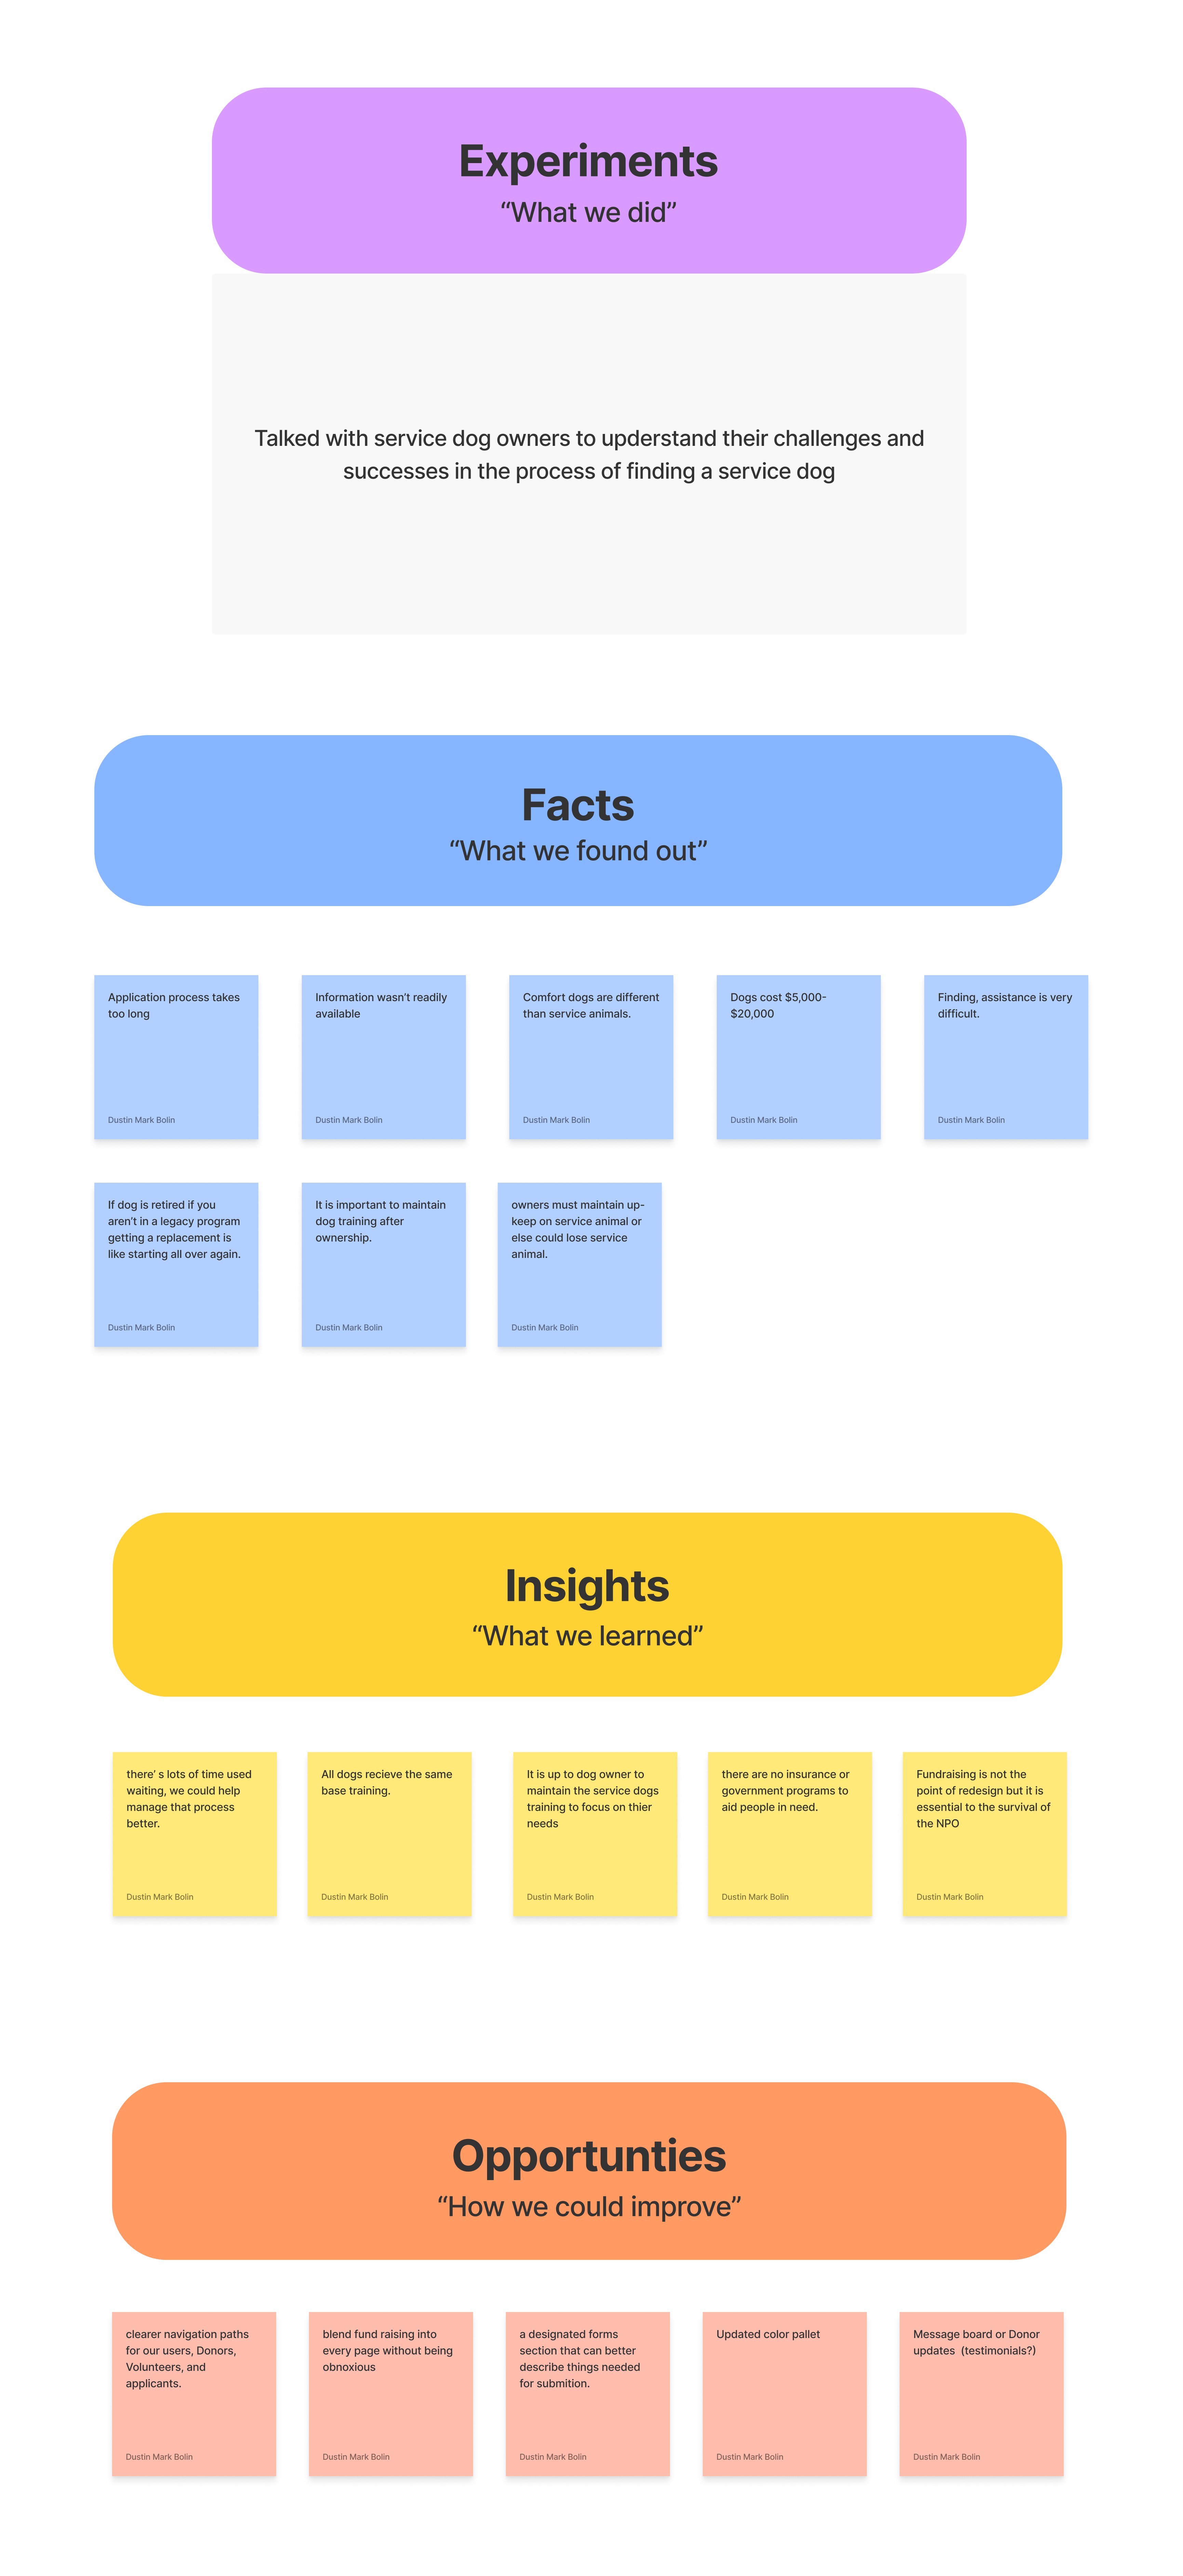 Experiments
“What we did”
Talked with service dog owners to upderstand their challenges and
successes in the process of finding a service dog
Facts
“What we found out”
Application process takes
too long
Dustin Mark Bolin
Information wasn’t readily
available
Dustin Mark Bolin
Comfort dogs are different
than service animals.
Dustin Mark Bolin
Dogs cost $5,000-
$20,000
Dustin Mark Bolin
Finding, assistance is very
difficult.
Dustin Mark Bolin
If dog is retired if you
aren’t in a legacy program
getting a replacement is
like starting all over again.
Dustin Mark Bolin
It is important to maintain
dog training after
ownership.
Dustin Mark Bolin
owners must maintain up-
keep on service animal or
else could lose service
animal.
Dustin Mark Bolin
Insights
“What we learned”
there’ s lots of time used
waiting, we could help
manage that process
better.
Dustin Mark Bolin
All dogs recieve the same
base training.
Dustin Mark Bolin
It is up to dog owner to
maintain the service dogs
training to focus on thier
needs
Dustin Mark Bolin
there are no insurance or
government programs to
aid people in need.
Dustin Mark Bolin
Fundraising is not the
point of redesign but it is
essential to the survival of
the NPO
Dustin Mark Bolin
Opportunties
“How we could improve”
clearer navigation paths
for our users, Donors,
Volunteers, and
applicants.
Dustin Mark Bolin
blend fund raising into
every page without being
obnoxious
Dustin Mark Bolin
a designated forms
section that can better
describe things needed
for submition.
Dustin Mark Bolin
Updated color pallet
Dustin Mark Bolin
Message board or Donor
updates  (testimonials?)
Dustin Mark Bolin